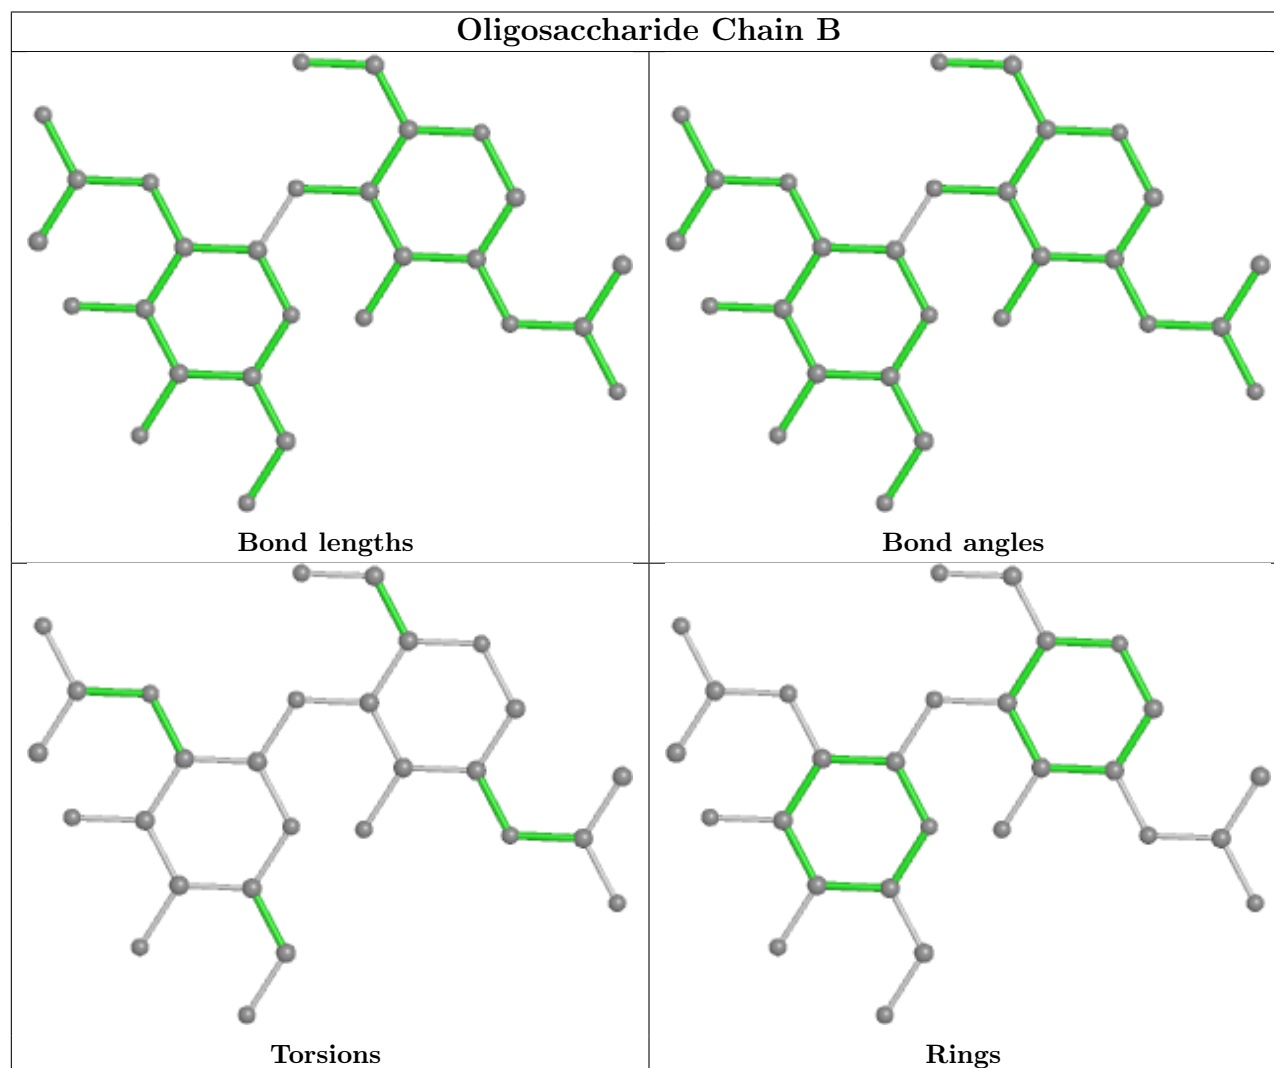 Oligosaccharide Chain B
Bond lengths
Bond angles
Torsions
Rings